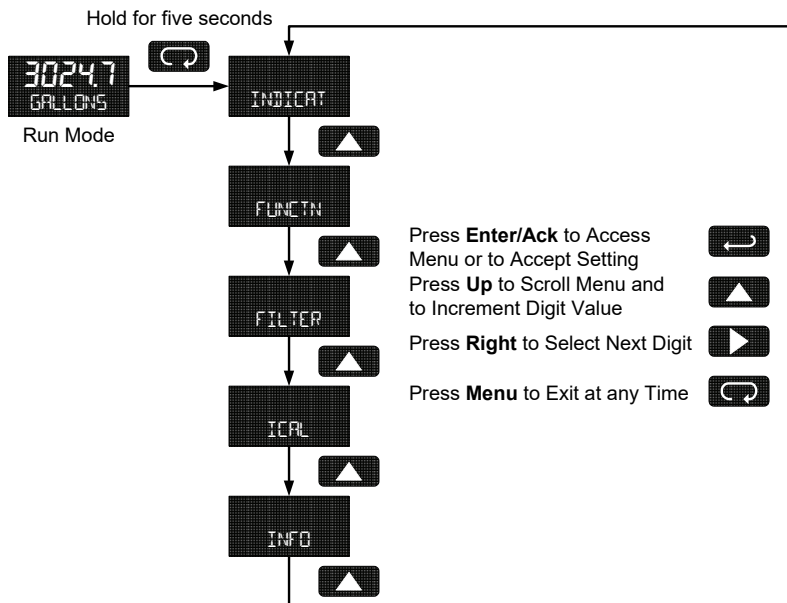 Hold for five seconds
3024.7
GALLONS
Run Mode
INDICAT
FUNCTN
FILTER
ICAL
INFO
Press Enter/Ack to Access
Menu or to Accept Setting
Press Up to Scroll Menu and
to Increment Digit Value
Press Right to Select Next Digit
Press Menu to Exit at any Time